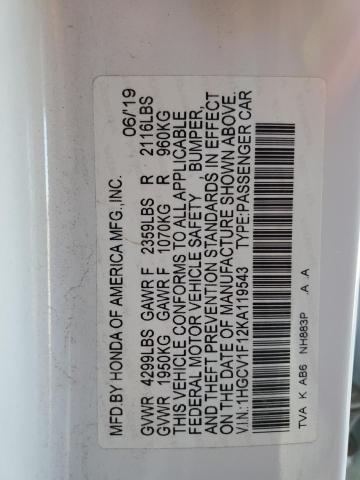 MFD.BY HONDA OF AMERICA MFG.,INC. 06/19
GVWR 4299LBS GAWR F 2359LBS R 2116LBS
GVWR 1950KG GAWR F 1070KG R 960KG
THIS VEHICLE CONFORMS TO ALL APPLICABLE
FEDERAL MOTOR VEHICLE SAFETY, BUMPER,
AND THEFT PREVENTION STANDARDS IN EFFECT
ON THE DATE OF MANUFACTURE SHOWN ABOVE.
V.I.N.:1HGCV1F12KA119543 TYPE:PASSENGER CAR
TVA K AB6 NH883P .A .A